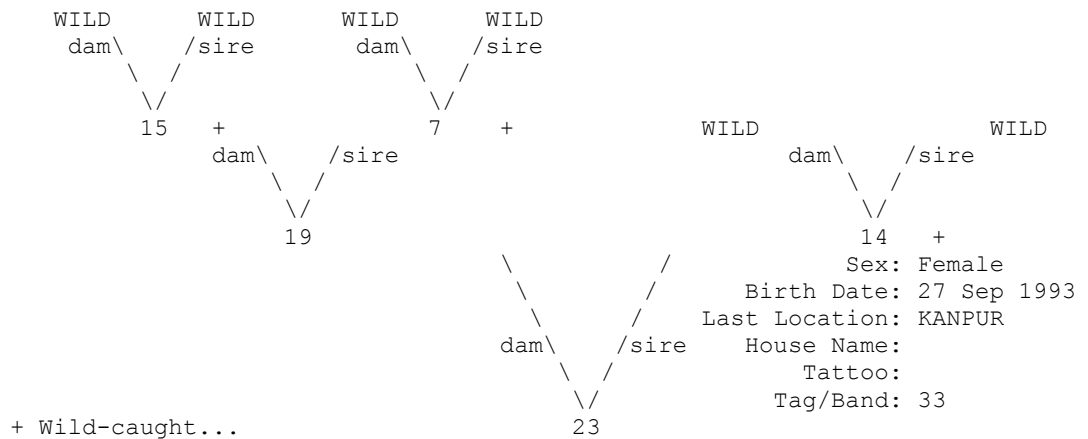 WILD WILD WILD WILD
dam\ /sire dam\ /sire
\ / \ /
\/ \/
15 + 7 + WILD WILD
dam\ /sire dam\ /sire
\ / \ /
\/ \/
19 14 +
\ / Sex: Female
\ / Birth Date: 27 Sep 1993
\ / Last Location: KANPUR
dam\ /sire House Name:
\ / Tattoo:
\/ Tag/Band: 33
+ Wild-caught... 23